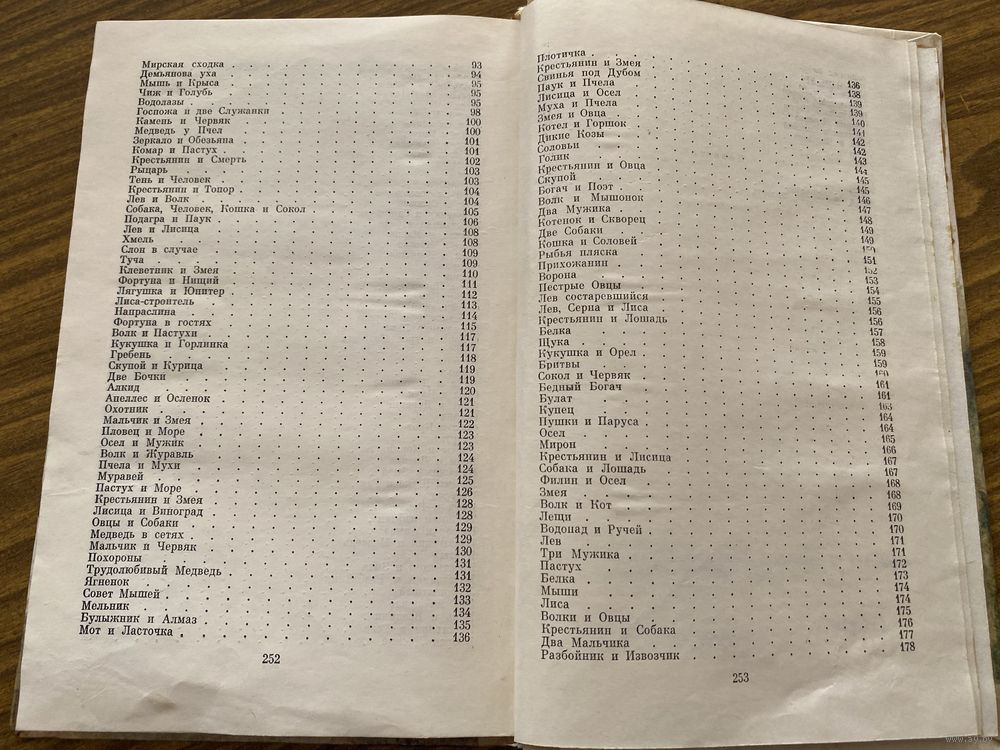 Мирская сходка 93
Демьянова уха 94
Мышь и Крыса 95
Чиж и Голубь 95
Водолазы 95
Госпожа и две Служанки 98
Камень и Червяк 100
Медведь у Пчел 100
Зеркало и Обезьяна 101
Комар и Пастух 101
Крестьянин и Смерть 102
Рыцарь 103
Тень и Человек 103
Крестьянин и Топор 104
Лев и Волк 104
Собака, Человек, Кошка и Сокол 105
Подагра и Паук 106
Лев и Лисица 108
Хмель 108
Слон в случае 109
Туча 109
Клеветник и Змея 110
Фортуна и Нищий 111
Лягушка и Юпитер 112
Лиса-строитель 113
Напраслина 114
Фортуна в гостях 115
Волк и Пастухи 117
Кукушка и Горлинка 117
Гребень 118
Скупой и Курица 119
Две Бочки 119
Алкид 120
Апеллес и Осленок 121
Охотник 121
Мальчик и Змея 122
Пловец и Море 123
Осел и Мужик 123
Волк и Журавль 124
Пчела и Мухи 124
Муравей 125
Пастух и Море 126
Крестьянин и Змея 128
Лисица и Виноград 128
Овцы и Собаки 129
Медведь в сетях 129
Мальчик и Червяк 130
Похороны 131
Трудолюбивый Медведь 131
Ягненок 132
Совет Мышей 133
Мельник 134
Булыжник и Алмаз 135
Мот и Ласточка 136
252
Плотичка 136
Крестьянин и Змея 138
Свинья под Дубом 139
Паук и Пчела 139
Лисица и Осел 140
Муха и Пчела 141
Змея и Овца 142
Котел и Горшок 142
Дикие Козы 143
Соловьи 144
Голик 145
Крестьянин и Овца 145
Скупой 146
Богач и Поэт 147
Волк и Мышонок 148
Два Мужика 149
Котенок и Скворец 149
Две Собаки 150
Кошка и Соловей 151
Рыбья пляска 152
Прихожанин 153
Ворона 154
Пестрые Овцы 155
Лев состаревшийся 156
Лев, Серна и Лиса 156
Крестьянин и Лошадь 157
Белка 158
Щука 159
Кукушка и Орел 159
Бритвы 160
Сокол и Червяк 161
Бедный Богач 161
Булат 163
Купец 164
Пушки и Паруса 164
Осел 165
Мирон 166
Крестьянин и Лисица 167
Собака и Лошадь 167
Филин и Осел 168
Змея 168
Волк и Кот 169
Лещи 170
Водопад и Ручей 170
Лев 171
Три Мужика 171
Пастух 172
Белка 173
Мыши 174
Лиса 174
Волки и Овцы 175
Крестьянин и Собака 176
Два Мальчика 177
Разбойник и Извозчик 178
253